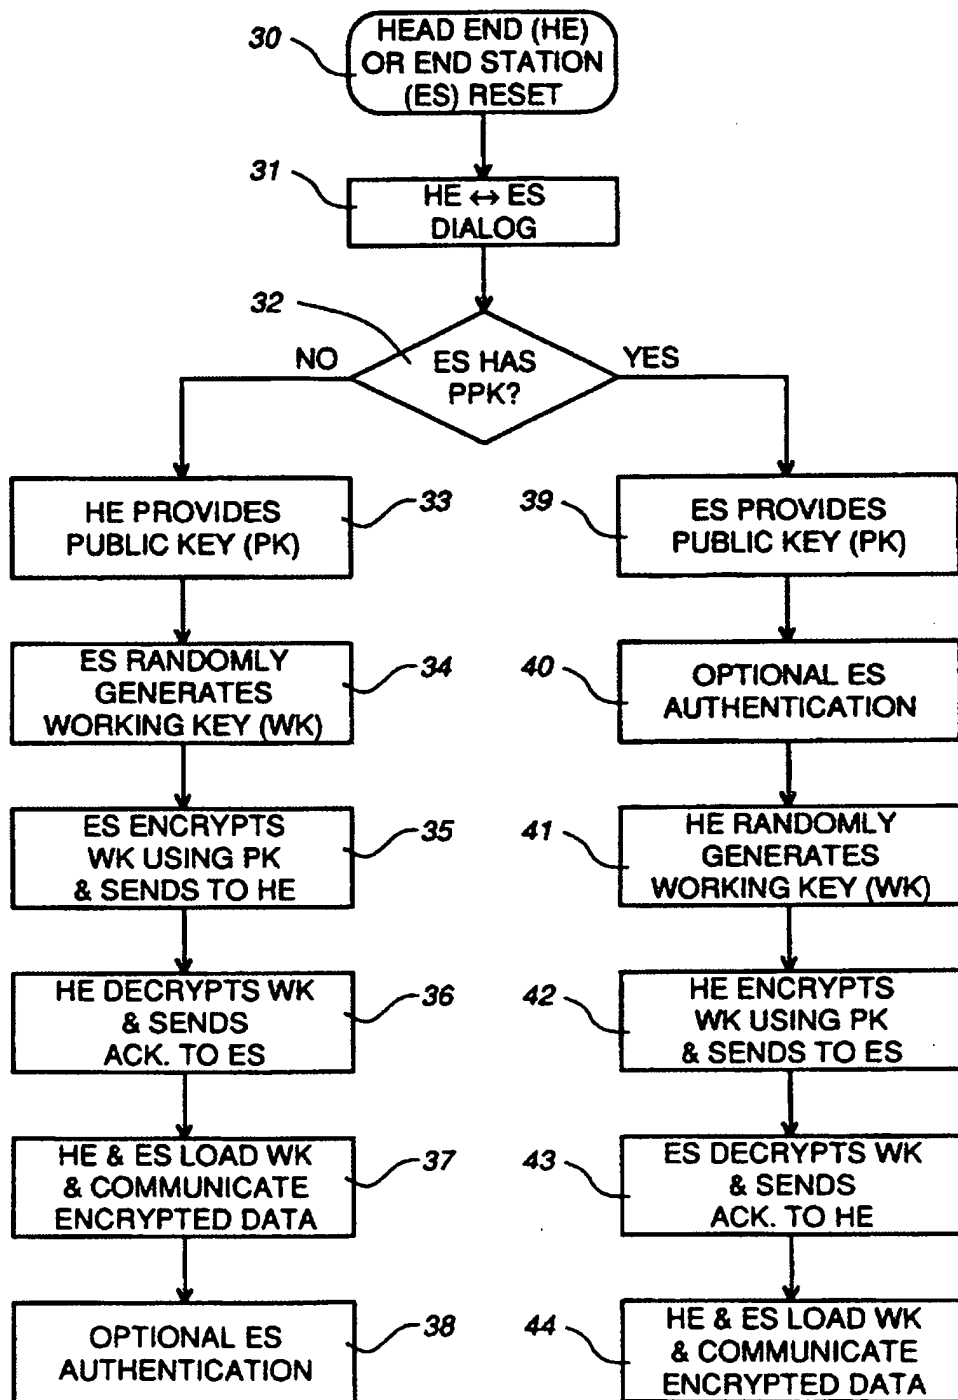 30
HEAD END (HE)
OR END STATION
(ES) RESET
31
HE ↔ ES
DIALOG
32
NO
ES HAS
PPK?
YES
HE PROVIDES
PUBLIC KEY (PK)
33
39
ES PROVIDES
PUBLIC KEY (PK)
ES RANDOMLY
GENERATES
WORKING KEY (WK)
34
40
OPTIONAL ES
AUTHENTICATION
ES ENCRYPTS
WK USING PK
& SENDS TO HE
35
41
HE RANDOMLY
GENERATES
WORKING KEY (WK)
HE DECRYPTS WK
& SENDS
ACK. TO ES
36
42
HE ENCRYPTS
WK USING PK
& SENDS TO ES
HE & ES LOAD WK
& COMMUNICATE
ENCRYPTED DATA
37
43
ES DECRYPTS WK
& SENDS
ACK. TO HE
OPTIONAL ES
AUTHENTICATION
38
44
HE & ES LOAD WK
& COMMUNICATE
ENCRYPTED DATA